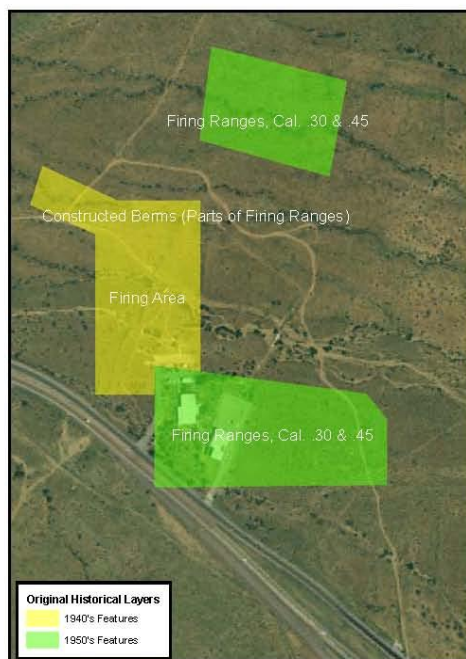 Firing Ranges, Cal. .30 & .45
Constructed Berms (Parts of Firing Ranges)
Firing Area
Firing Ranges, Cal. .30 & .45
Original Historical Layers
1940's Features
1950's Features